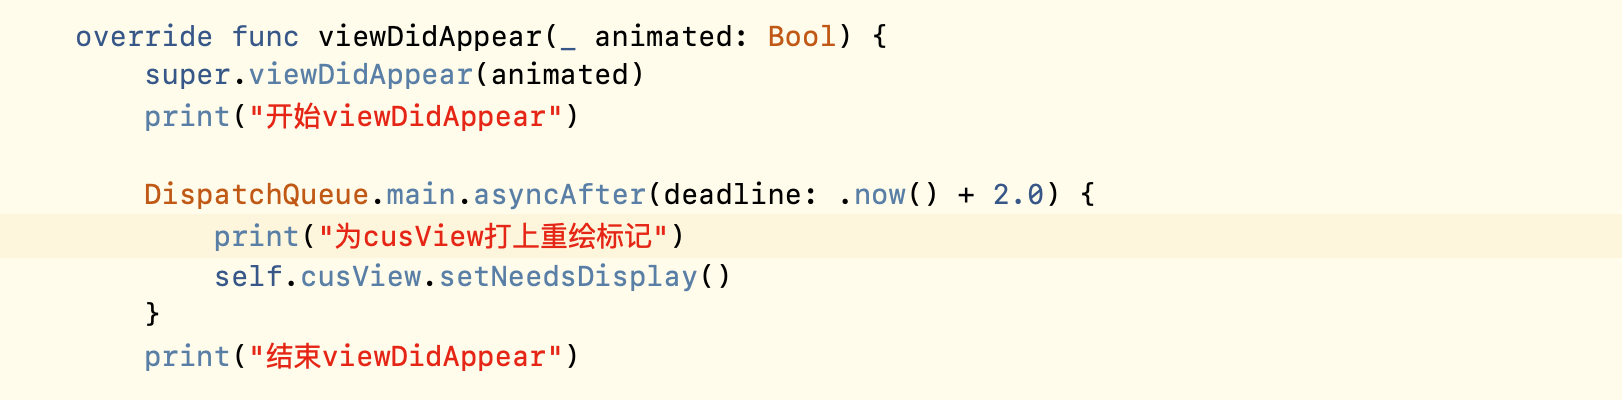 override func viewDidAppear(_ animated: Bool) {
super.viewDidAppear(animated)
print("开始viewDidAppear")
DispatchQueue.main.asyncAfter(deadline: .now() + 2.0) {
print("为cusView打上重绘标记")
self.cusView.setNeedsDisplay()
}
print("结束viewDidAppear")